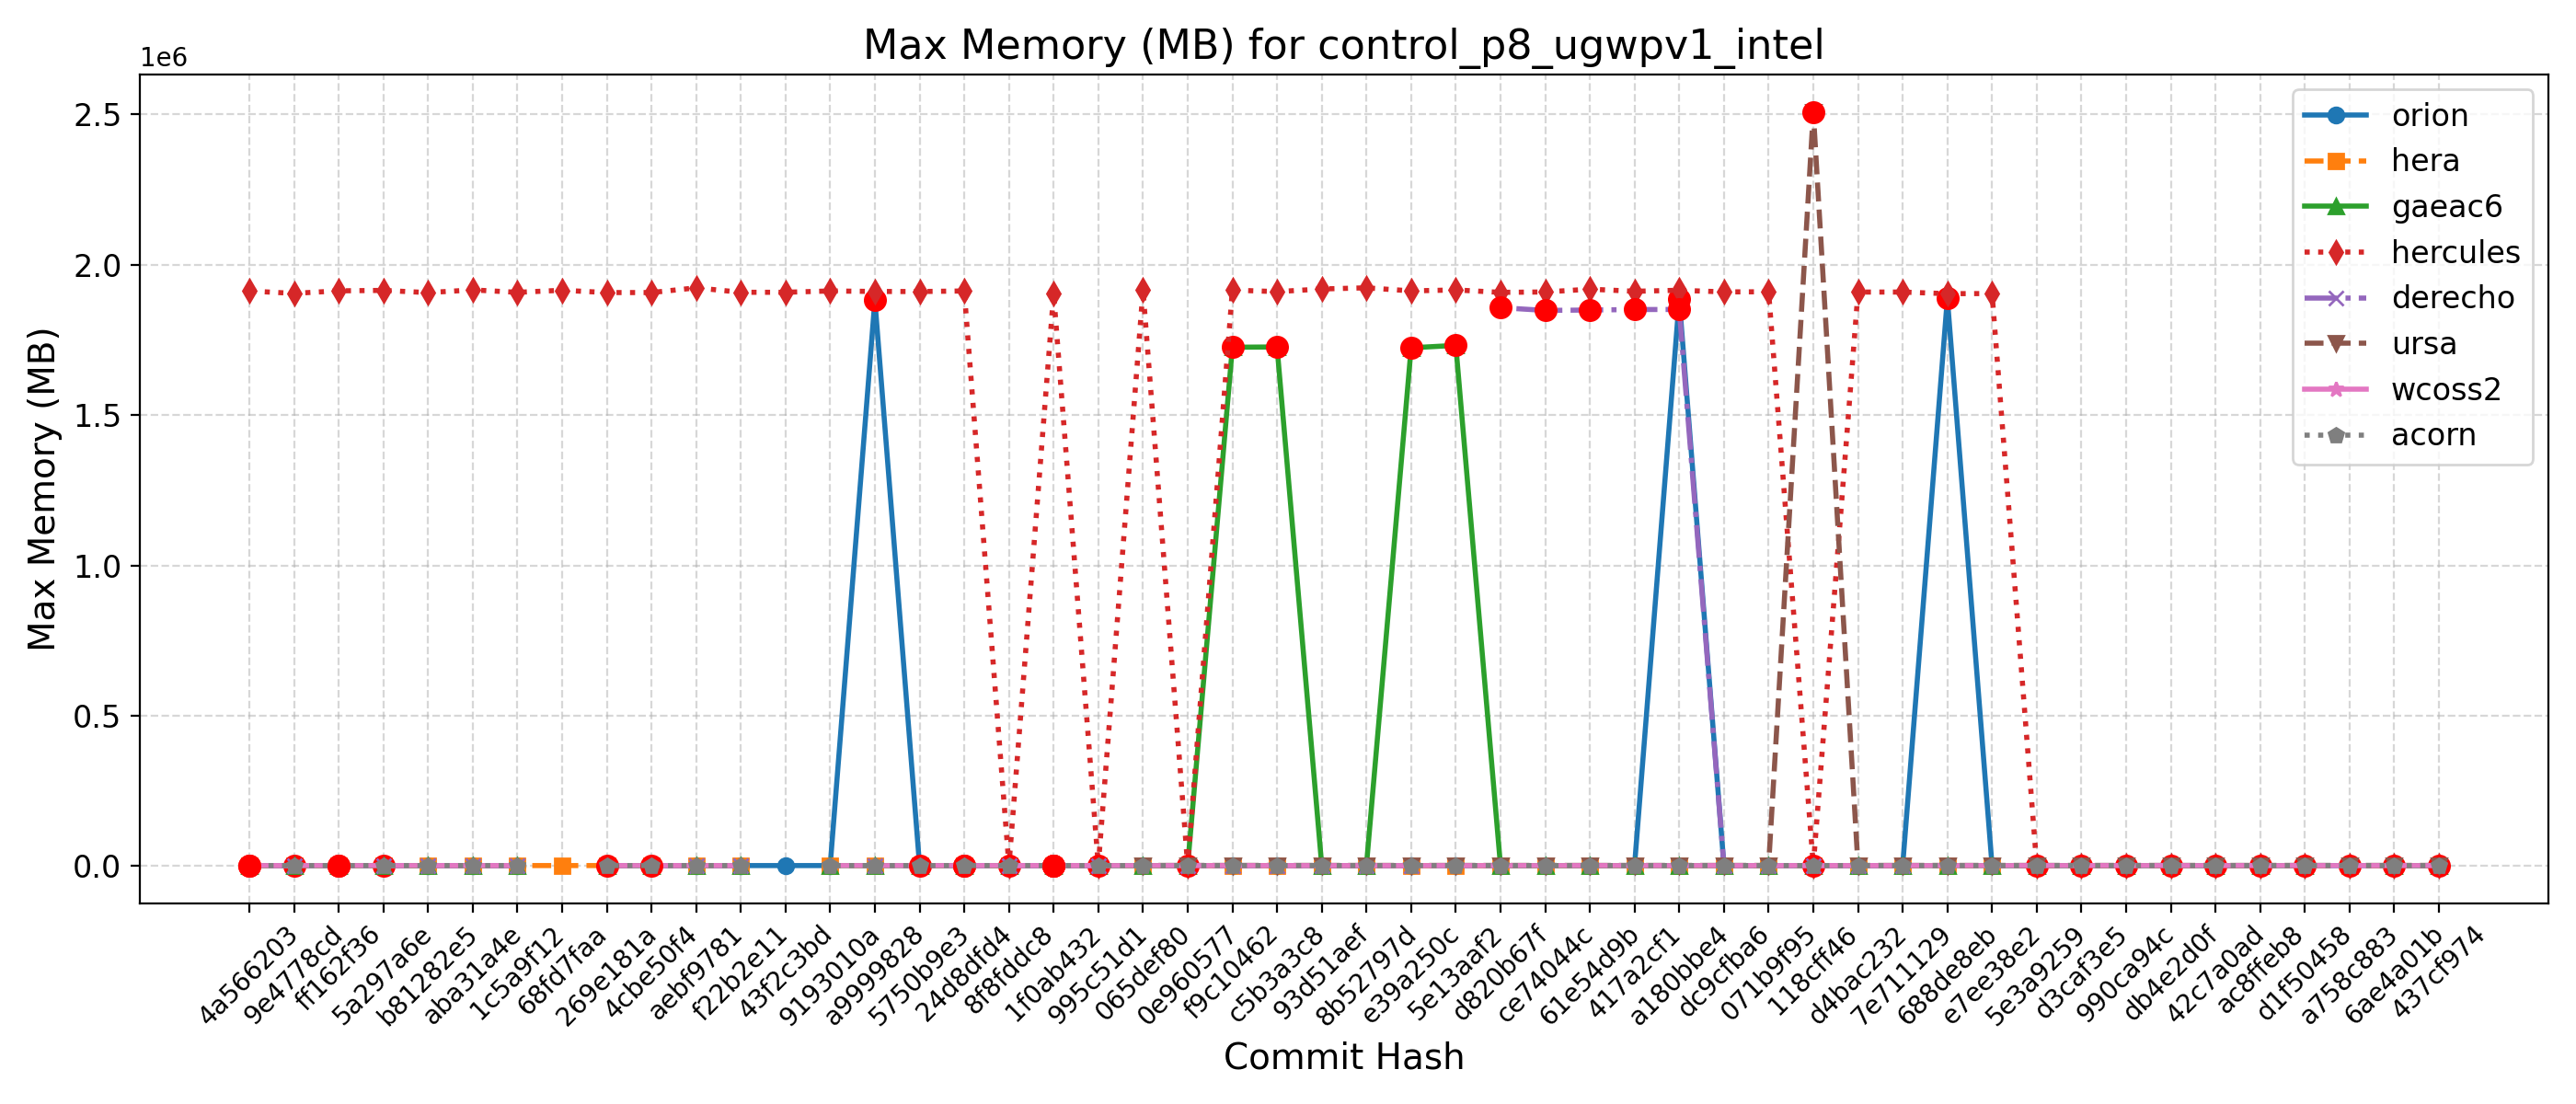 Max Memory (MB) for control_p8_ugwpv1_intel
1e6
2.5
2.0
1.5
1.0
0.5
0.0
Max Memory (MB)
orion
hera
gaeac6
hercules
derecho
ursa
wcoss2
acorn
4a566203
9e4778cd
ff162f36
5a297a6e
b81282e5
aba31a4e
1c5a9f12
68fd7faa
269e181a
4cbe50f4
aebf9781
f22b2e11
43f2c3bd
9193010a
a9999828
5750b9e3
24d8dfd4
8f8fddc8
1f0ab432
995c51d1
065def80
0e960577
f9c10462
c5b3a3c8
93d51aef
8b52797d
e39a250c
5e13aaf2
d820b67f
ce74044c
61e54d9b
417a2cf1
a180bbe4
dc9cfba6
071b9f95
118cff46
d4bac232
7e711129
688de8eb
e7ee38e2
5e3a9259
d3caf3e5
990ca94c
db4e2d0f
42c7a0ad
ac8ffeb8
d1f50458
a758c883
6ae4a01b
437cf974
Commit Hash